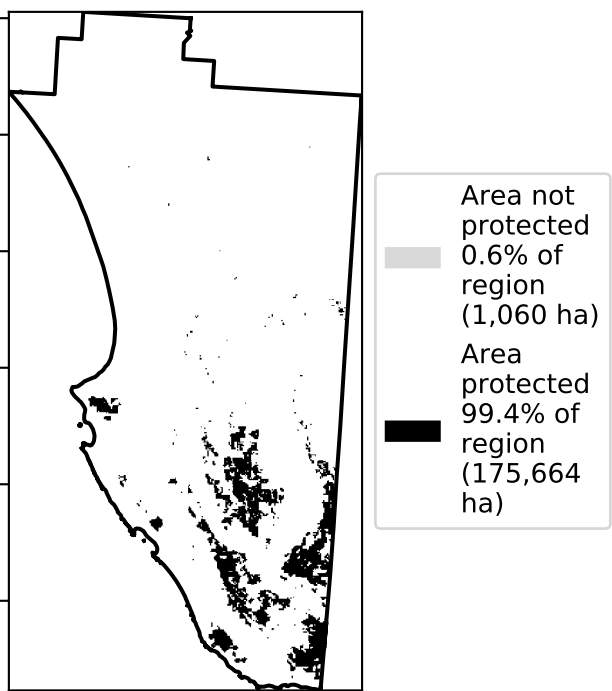 Area not
protected
0.6% of
region
(1,060 ha)
Area
protected
99.4% of
region
(175,664
ha)